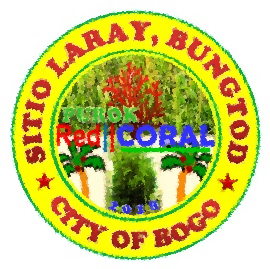 SITIO LARAY, BUNGTOD
PUROK
Red||CORAL
CITY OF BOGO